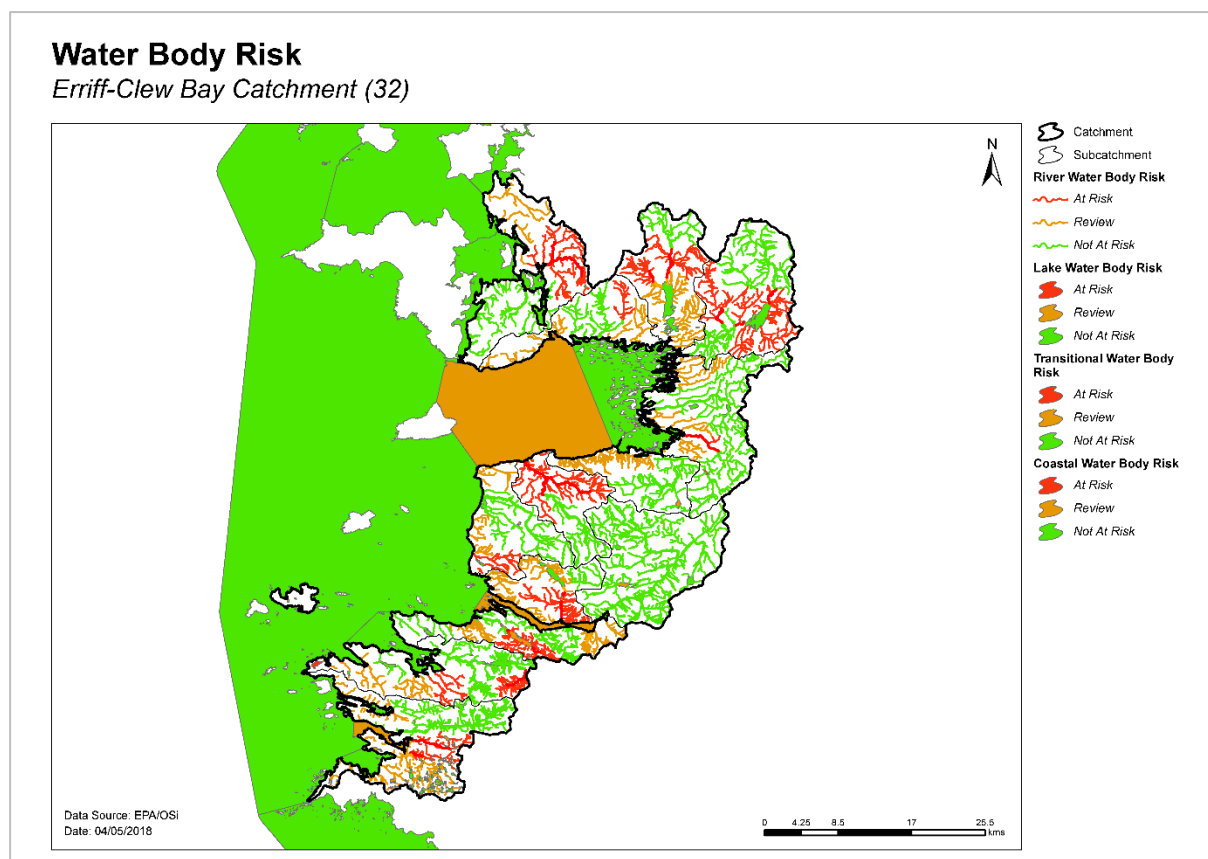 Water Body Risk
Erriff-Clew Bay Catchment (32)
N
Catchment
Subcatchment
River Water Body Risk
At Risk
Review
Not At Risk
Lake Water Body Risk
At Risk
Review
Not At Risk
Transitional Water Body
Risk
At Risk
Review
Not At Risk
Coastal Water Body Risk
At Risk
Review
Not At Risk
Data Source: EPA/OSi
Date: 04/05/2018
0 4.25 8.5 17 25.5
kms